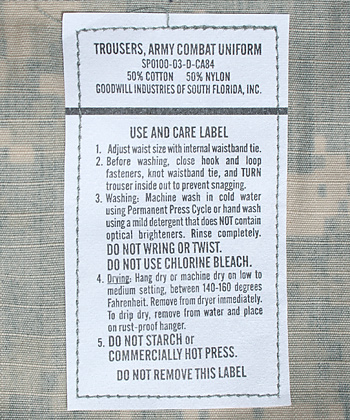 TROUSERS, ARMY COMBAT UNIFORM
SPO100-03-D-CA84
50% COTTON 50% NYLON
GOODWILL INDUSTRIES OF SOUTH FLORIDA, INC.
USE AND CARE LABEL
1. Adjust waist size with internal waistband tie.
2. Before washing, close hook and loop
fasteners, knot waistband tie, and TURN
trouser inside out to prevent snagging.
3. Washing: Machine wash in cold water
using Permanent Press Cycle or hand wash
using a mild detergent that does NOT contain
optical brighteners. Rinse completely.
DO NOT WRING OR TWIST.
DO NOT USE CHLORINE BLEACH.
4. Drying: Hang dry or machine dry on low to
medium setting, between 140-160 degrees
Fahrenheit. Remove from dryer immediately.
To drip dry, remove from water and place
on rust-proof hanger.
5. DO NOT STARCH or
COMMERCIALLY HOT PRESS.
DO NOT REMOVE THIS LABEL